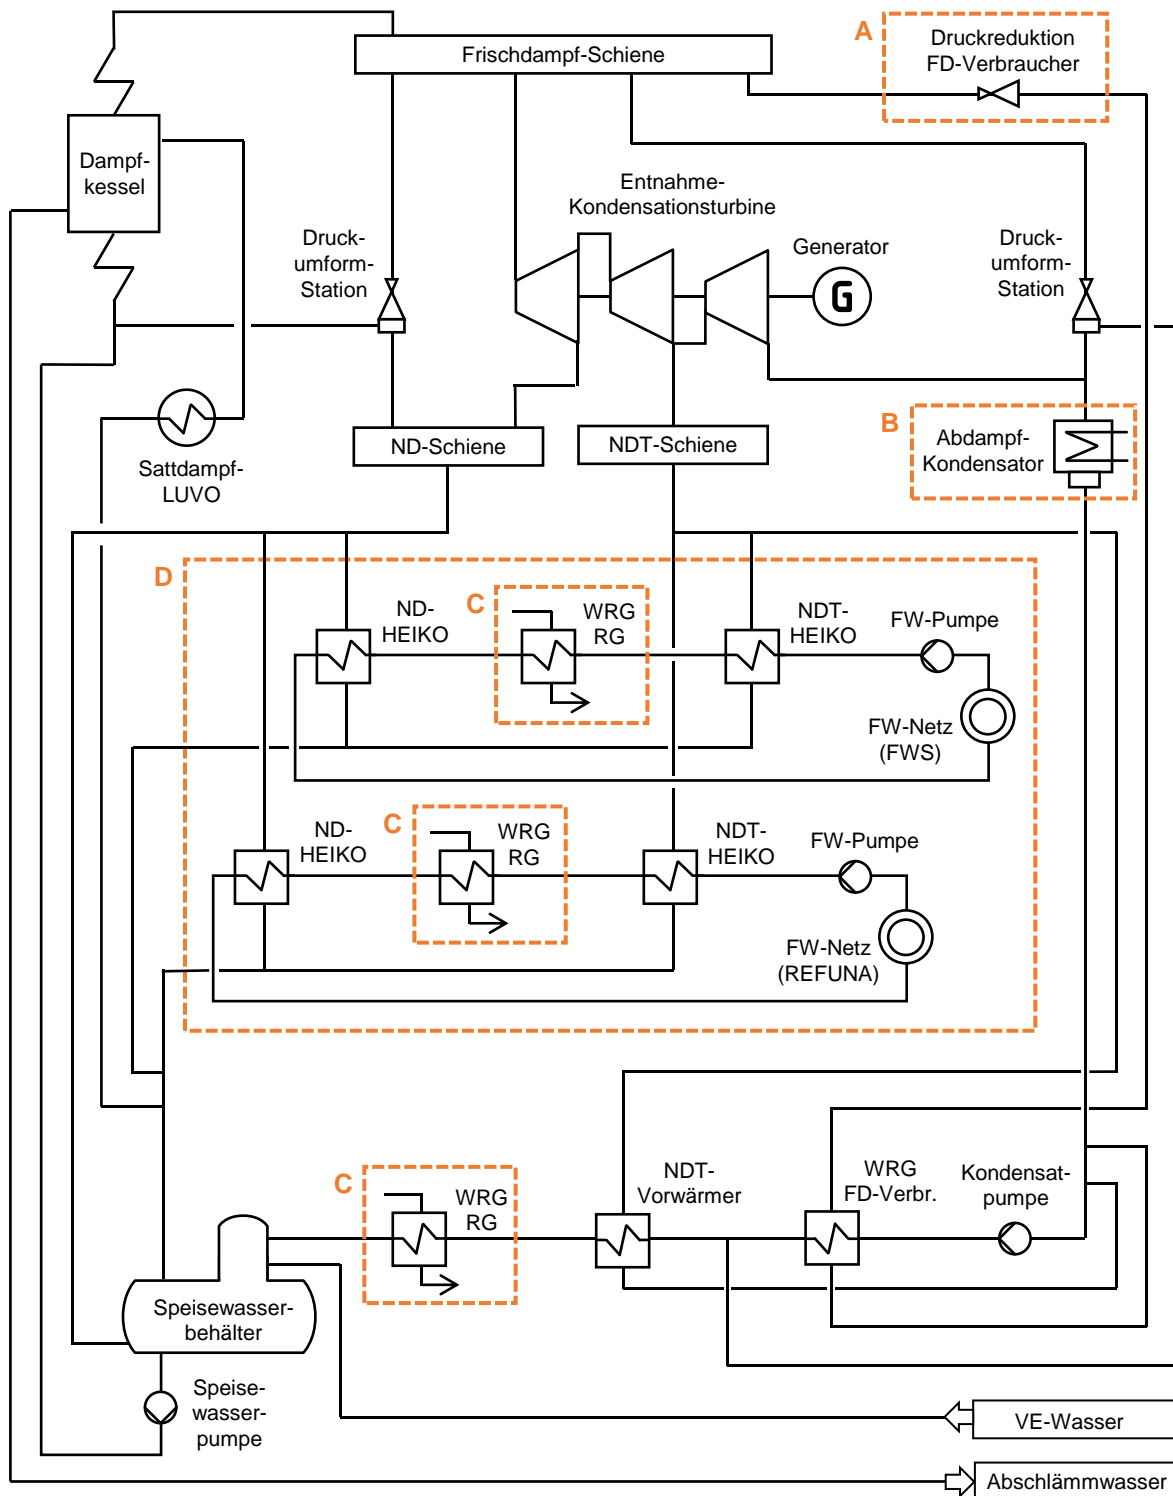 A
Druckreduktion
FD-Verbraucher
Frischdampf-Schiene
Dampf-
kessel
Entnahme-
Kondensationsturbine
Druck-
umform-
Station
Generator
G
Druck-
umform-
Station
B
Abdampf-
Kondensator
ND-Schiene
NDT-Schiene
Sattdampf-
LUVO
D
C
ND-
HEIKO
WRG
RG
NDT-
HEIKO
FW-Pumpe
FW-Netz
(FWS)
C
ND-
HEIKO
WRG
RG
NDT-
HEIKO
FW-Pumpe
FW-Netz
(REFUNA)
C
WRG
RG
NDT-
Vorwärmer
WRG
FD-Verbr.
Kondensat-
pumpe
Speisewasser-
behälter
Speise-
wasser-
pumpe
VE-Wasser
Abschlämmwasser